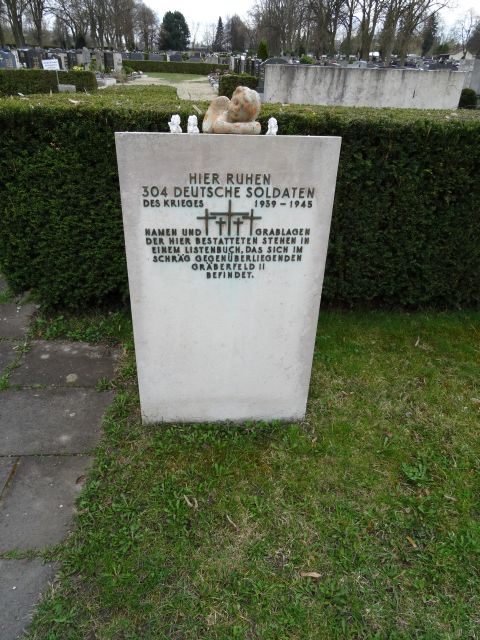 HIER RUHEN
304 DEUTSCHE SOLDATEN
DES KRIEGES 1939-1945
NAMEN UND GRABLAGEN
DER HIER BESTATTETEN STEHEN IN
EINEM LISTENBUCH, DAS SICH IM
SCHRÄG GEGENÜBERLIEGENDEN
GRÄBERFELD II
BEFINDET.